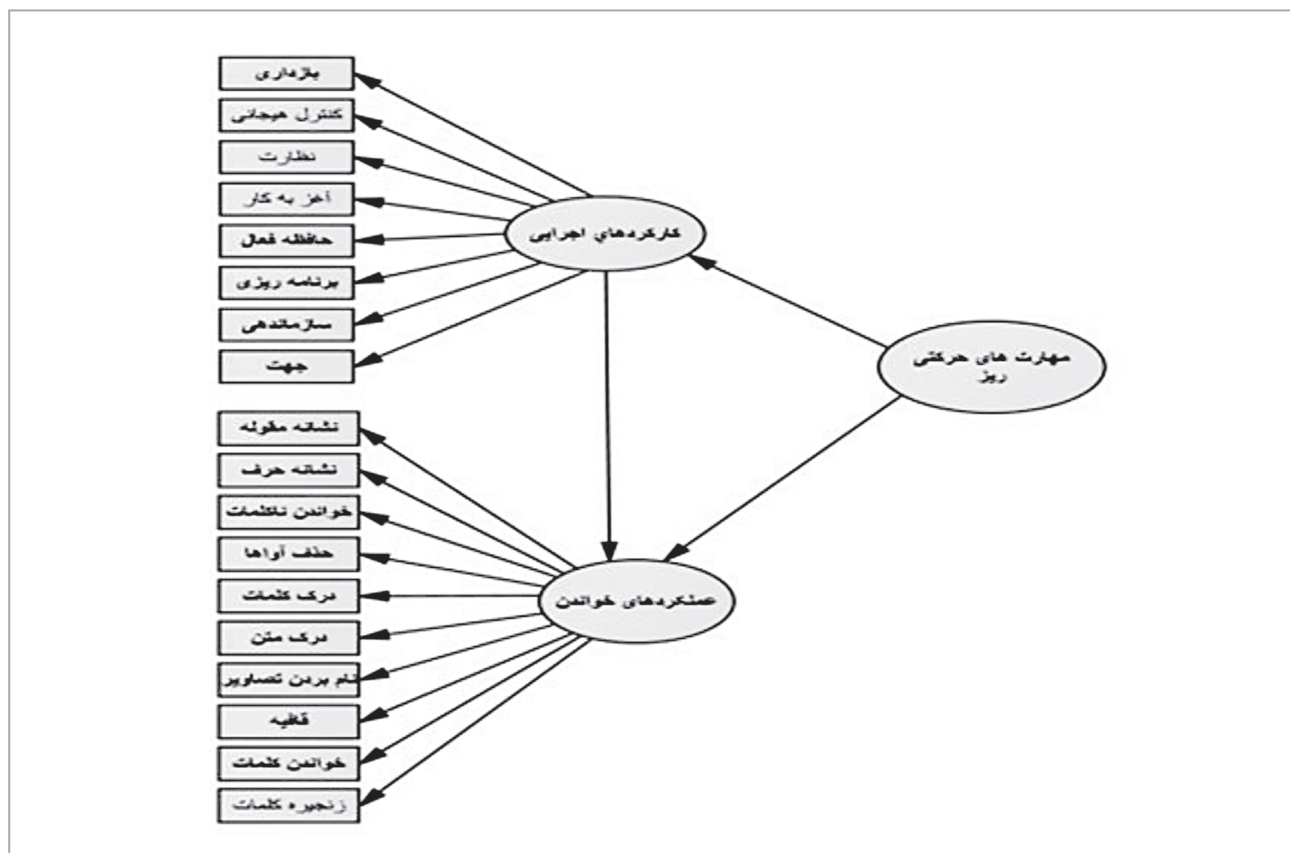 بازداری
کنترل هیجانی
نظارت
آغز به کار
حافظه فعال
برنامه ریزی
سازماندهی
جهت
کارکردهای اجرایی
مهارت های حرکتی
ریز
نشانه مقوله
نشانه حرف
خواندن ناکلمات
حذف آواها
درک کلمات
درک متن
نام بردن تصاویر
قافیه
خواندن کلمات
زنجیره کلمات
عملکردهای خواندن